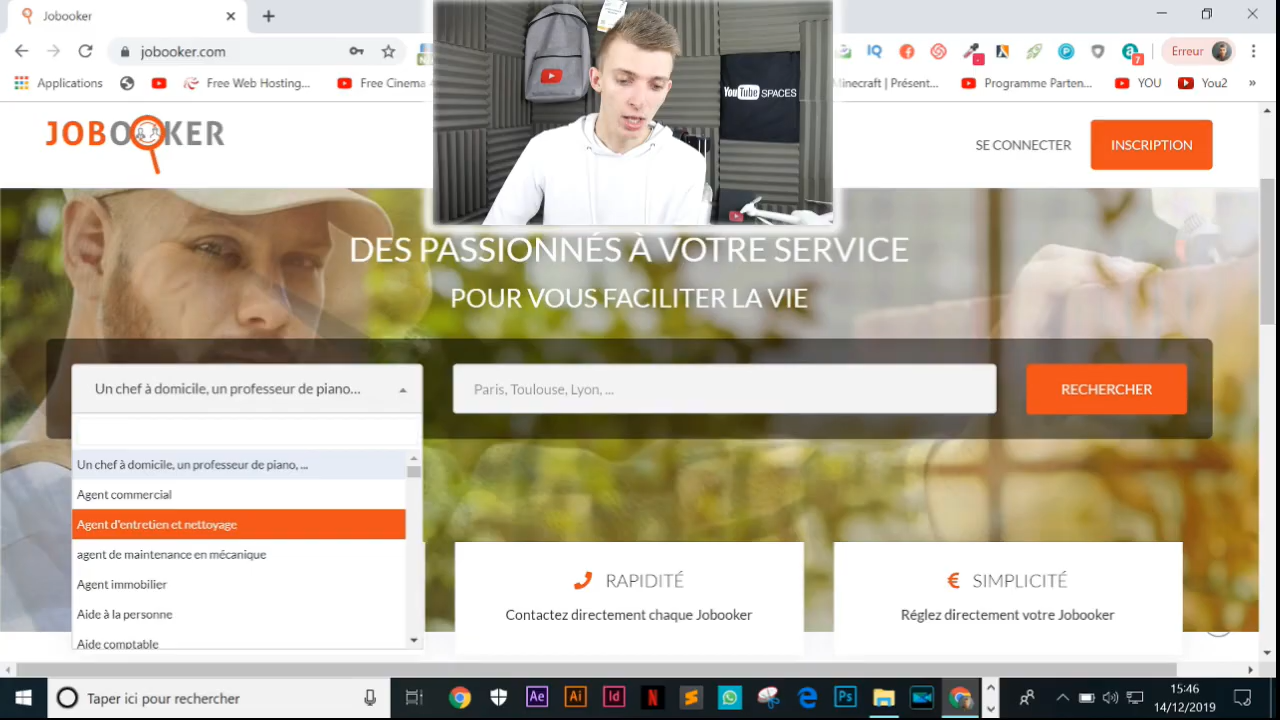 Jobooker
jobooker.com
Erreur
Applications
Free Web Hosting...
Free Cinema
Minecraft | Présent...
Programme Parten...
YOU
You2
»
JOBOOKER
SE CONNECTER
INSCRIPTION
YouTube SPACES
DES PASSIONNÉS À VOTRE SERVICE
POUR VOUS FACILITER LA VIE
Un chef à domicile, un professeur de piano...
Paris, Toulouse, Lyon, ...
RECHERCHER
Un chef à domicile, un professeur de piano, ...
Agent commercial
Agent d'entretien et nettoyage
agent de maintenance en mécanique
Agent immobilier
Aide à la personne
Aide comptable
RAPIDITÉ
Contactez directement chaque Jobooker
€ SIMPLICITÉ
Réglez directement votre Jobooker
Taper ici pour rechercher
Ae
Ai
Id
N
Ps
15:46
14/12/2019